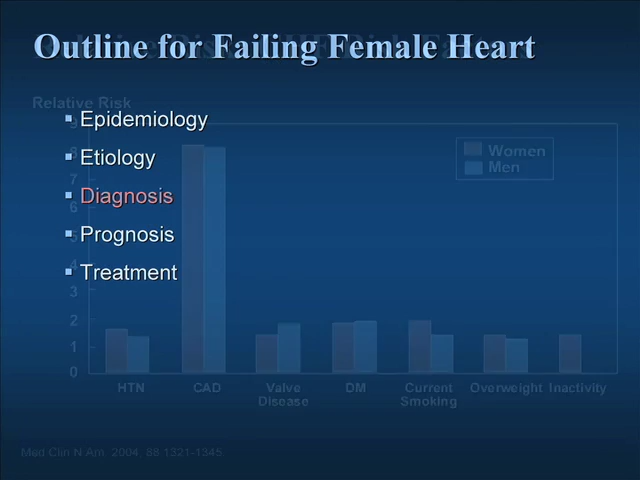 Outline for Failing Female Heart
Relative Risk
Epidemiology
Etiology
Diagnosis
Prognosis
Treatment
Women
Men
9
8
7
6
5
4
3
2
1
0
HTN
CAD
Valve Disease
DM
Current Smoking
Overweight
Inactivity
Med Clin N Am. 2004; 88:1321-1345.